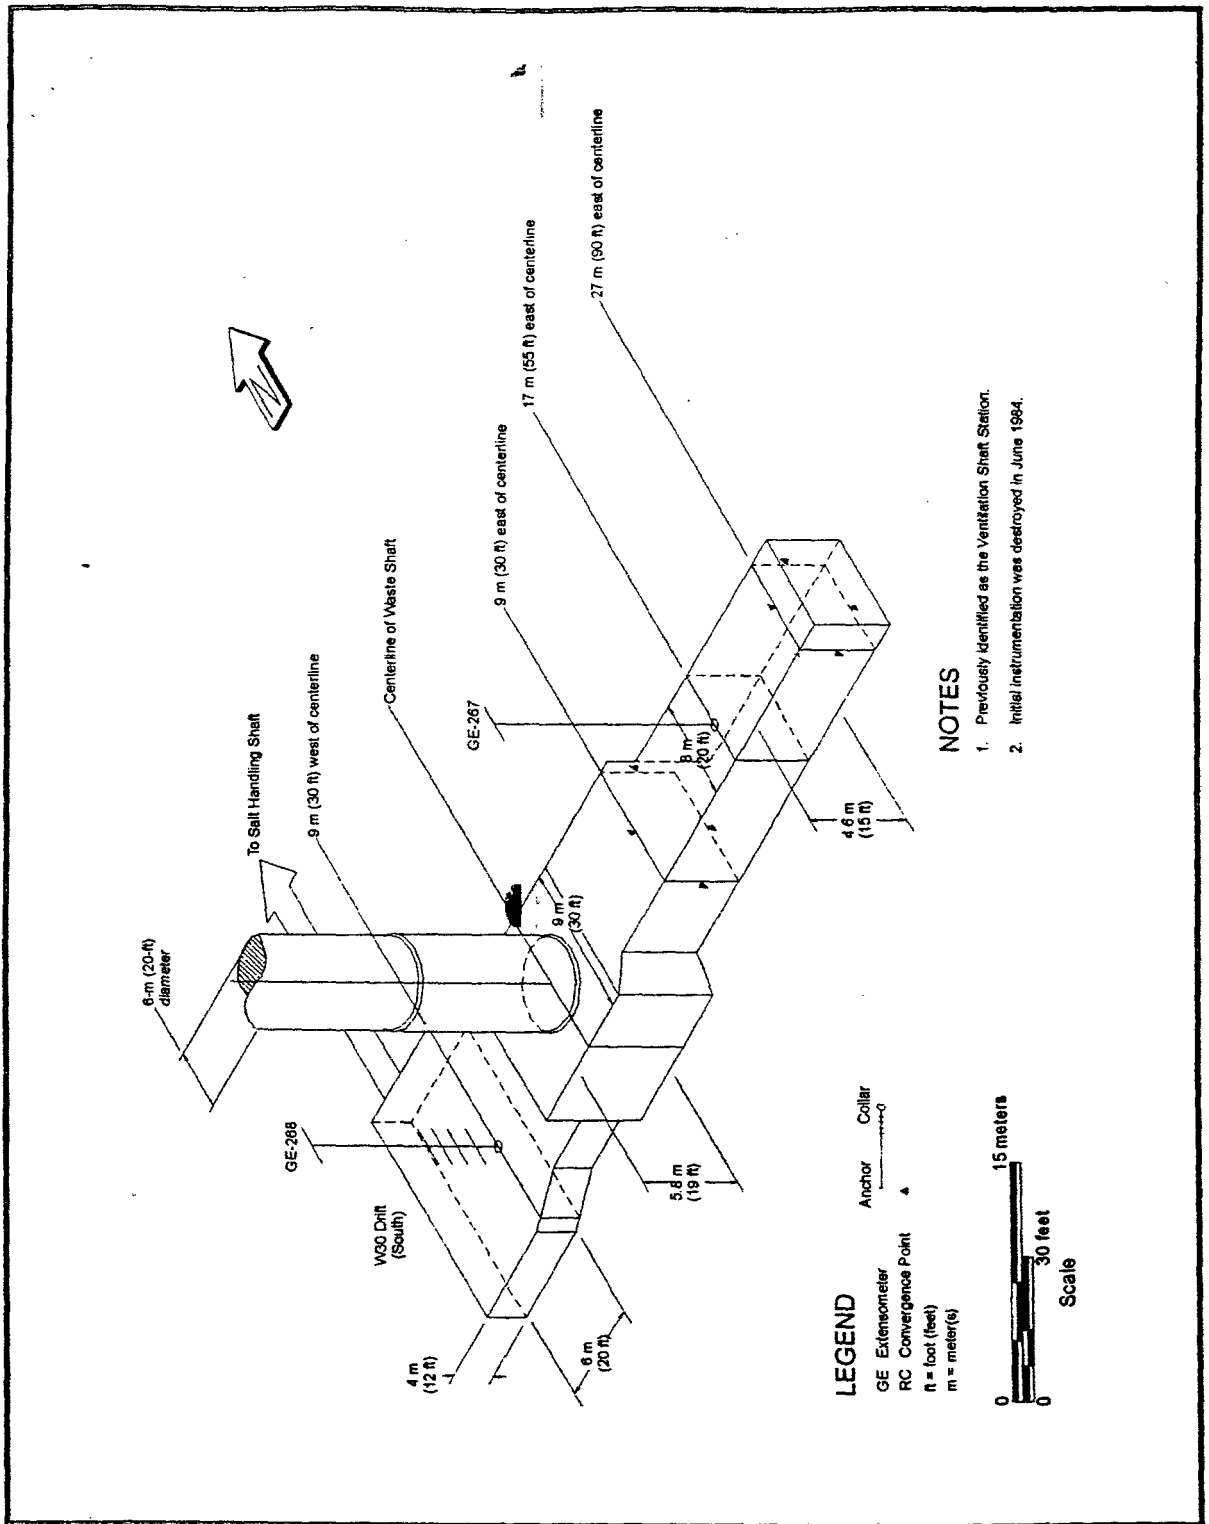 6-m (20-ft)
diameter
To Salt Handling Shaft
9 m (30 ft) west of centerline
Centerline of Waste Shaft
9 m (30 ft) east of centerline
17 m (55 ft) east of centerline
27 m (90 ft) east of centerline
N
GE-268
GE-267
W30 Drift
(South)
9 m
(30 ft)
8 m
(20 ft)
4 m
(12 ft)
6 m
(20 ft)
5.8 m
(19 ft)
4.6 m
(15 ft)
LEGEND
GE Extensometer
Anchor Collar
RC Convergence Point
ft = foot (feet)
m = meter(s)
0 15 meters
0 30 feet
Scale
NOTES
1. Previously identified as the Ventilation Shaft Station.
2. Initial instrumentation was destroyed in June 1984.